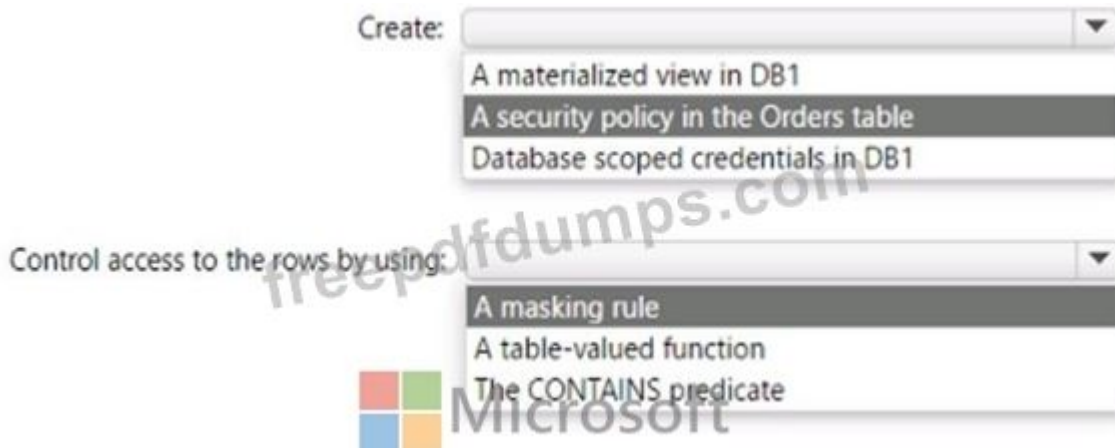 Create:
A materialized view in DB1
A security policy in the Orders table
Database scoped credentials in DB1
freepdfdumps.com
Control access to the rows by using:
A masking rule
A table-valued function
The CONTAINS predicate
Microsoft